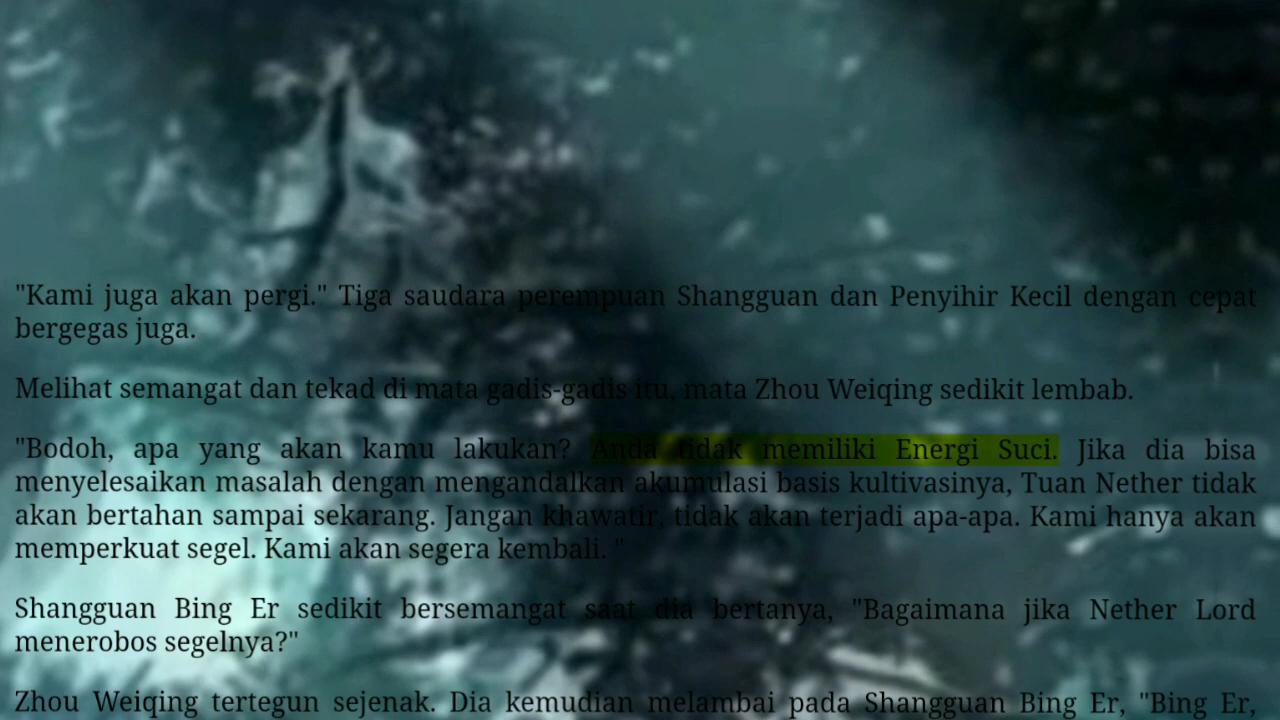 "Kami juga akan pergi." Tiga saudara perempuan Shangguan dan Penyihir Kecil dengan cepat
bergegas juga.
Melihat semangat dan tekad di mata gadis-gadis itu, mata Zhou Weiqing sedikit lembab.
"Bodoh, apa yang akan kamu lakukan? Anda tidak memiliki Energi Suci. Jika dia bisa
menyelesaikan masalah dengan mengandalkan akumulasi basis kultivasinya, Tuan Nether tidak
akan bertahan sampai sekarang. Jangan khawatir, tidak akan terjadi apa-apa. Kami hanya akan
memperkuat segel. Kami akan segera kembali. "
Shangguan Bing Er sedikit bersemangat saat dia bertanya, "Bagaimana jika Nether Lord
menerobos segelnya?"
Zhou Weiqing tertegun sejenak. Dia kemudian melambai pada Shangguan Bing Er, "Bing Er,